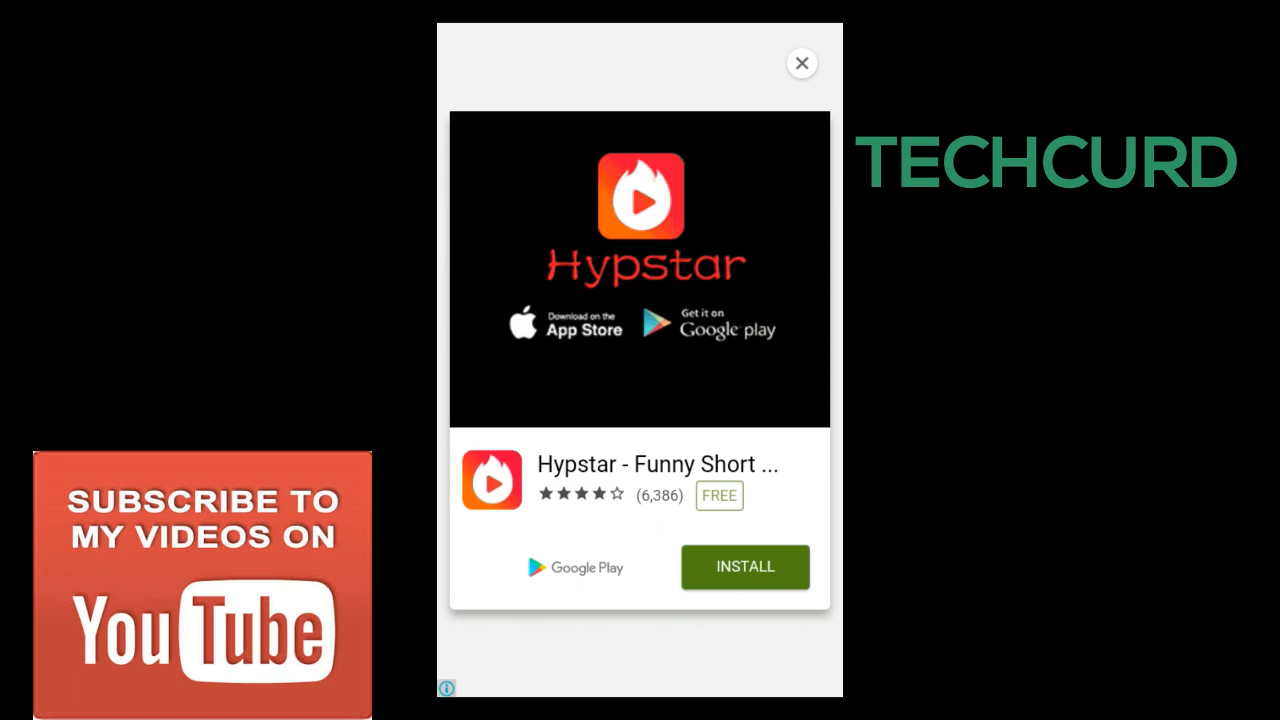 TECHCURD
Hypstar
Download on the
App Store
Get it on
Google play
Hypstar - Funny Short ...
(6,386)
FREE
Google Play
INSTALL
SUBSCRIBE TO
MY VIDEOS ON
YouTube